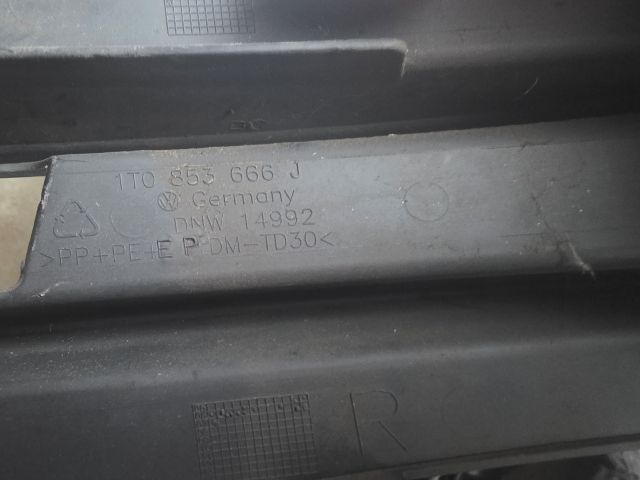 1T0 853 666 J
Germany
DNW 14992
>PP+PE+E P DM-TD30<
R